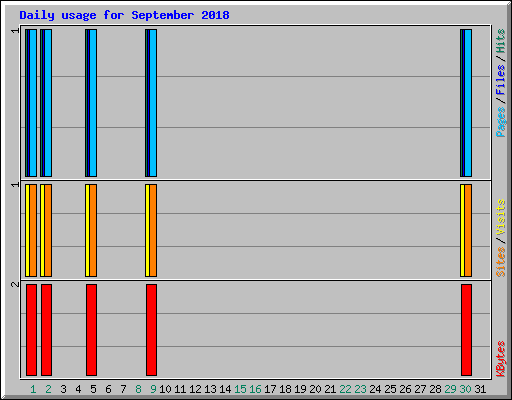 Daily usage for September 2018
1
1
2
Pages / Files / Hits
Sites / Visits
KBytes
1 2 3 4 5 6 7 8 9 10 11 12 13 14 15 16 17 18 19 20 21 22 23 24 25 26 27 28 29 30 31